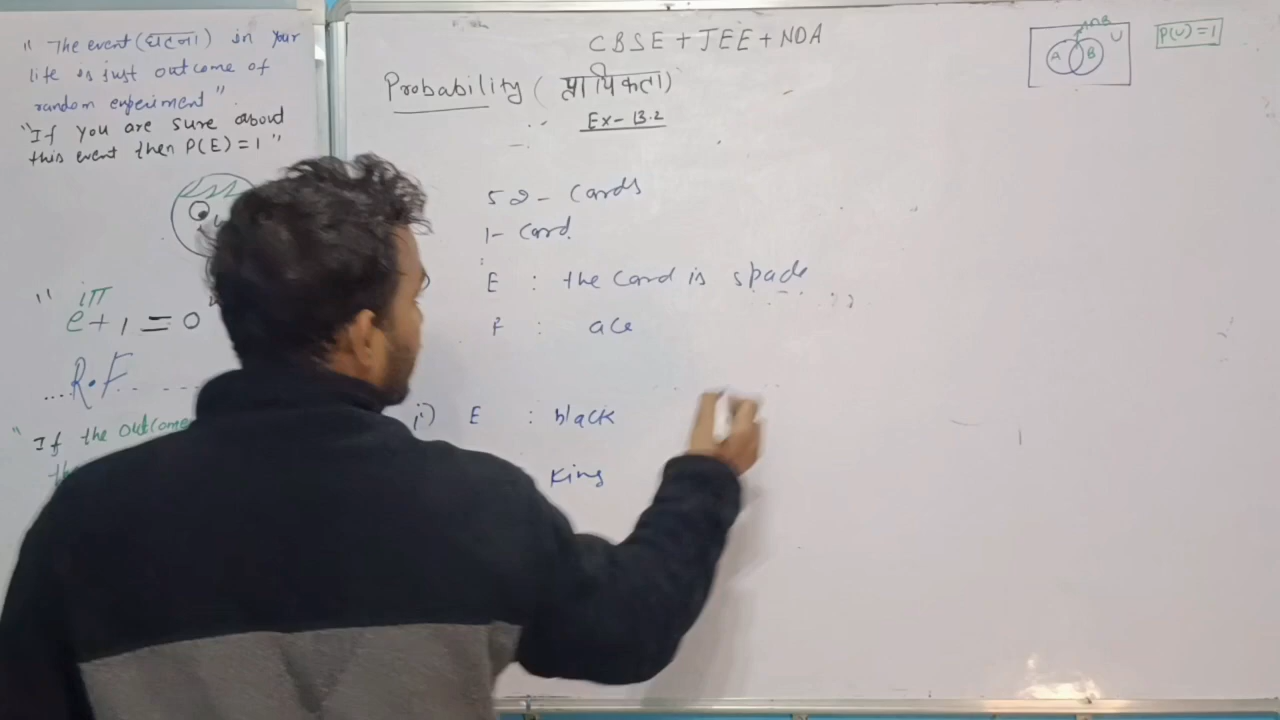 " The event (घटना) in your
life is just outcome of
random experiment"
"If you are sure about
this event then P(E)=1"
"
e^iπ + 1 = 0
R.F
"If the outcome
CBSE + JEE + NDA
Probability (प्रायिकता)
Ex- 13.2
52 - Cards
1- Card.
E : the Card is spade
F : ace
i') E : black
King
A∩B
A B U
P(U) = 1